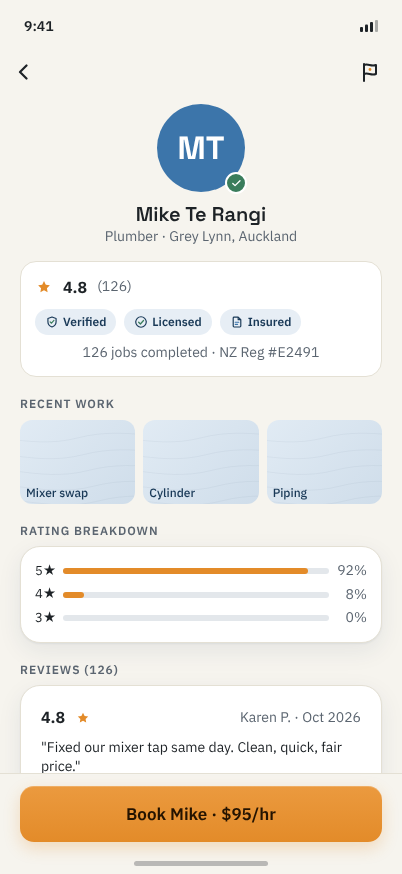 9:41
MT
Mike Te Rangi
Plumber · Grey Lynn, Auckland
★ 4.8 (126)
Verified Licensed Insured
126 jobs completed · NZ Reg #E2491
RECENT WORK
Mixer swap Cylinder Piping
RATING BREAKDOWN
5★ 92%
4★ 8%
3★ 0%
REVIEWS (126)
4.8 ★ Karen P. · Oct 2026
"Fixed our mixer tap same day. Clean, quick, fair
price."
Book Mike · $95/hr